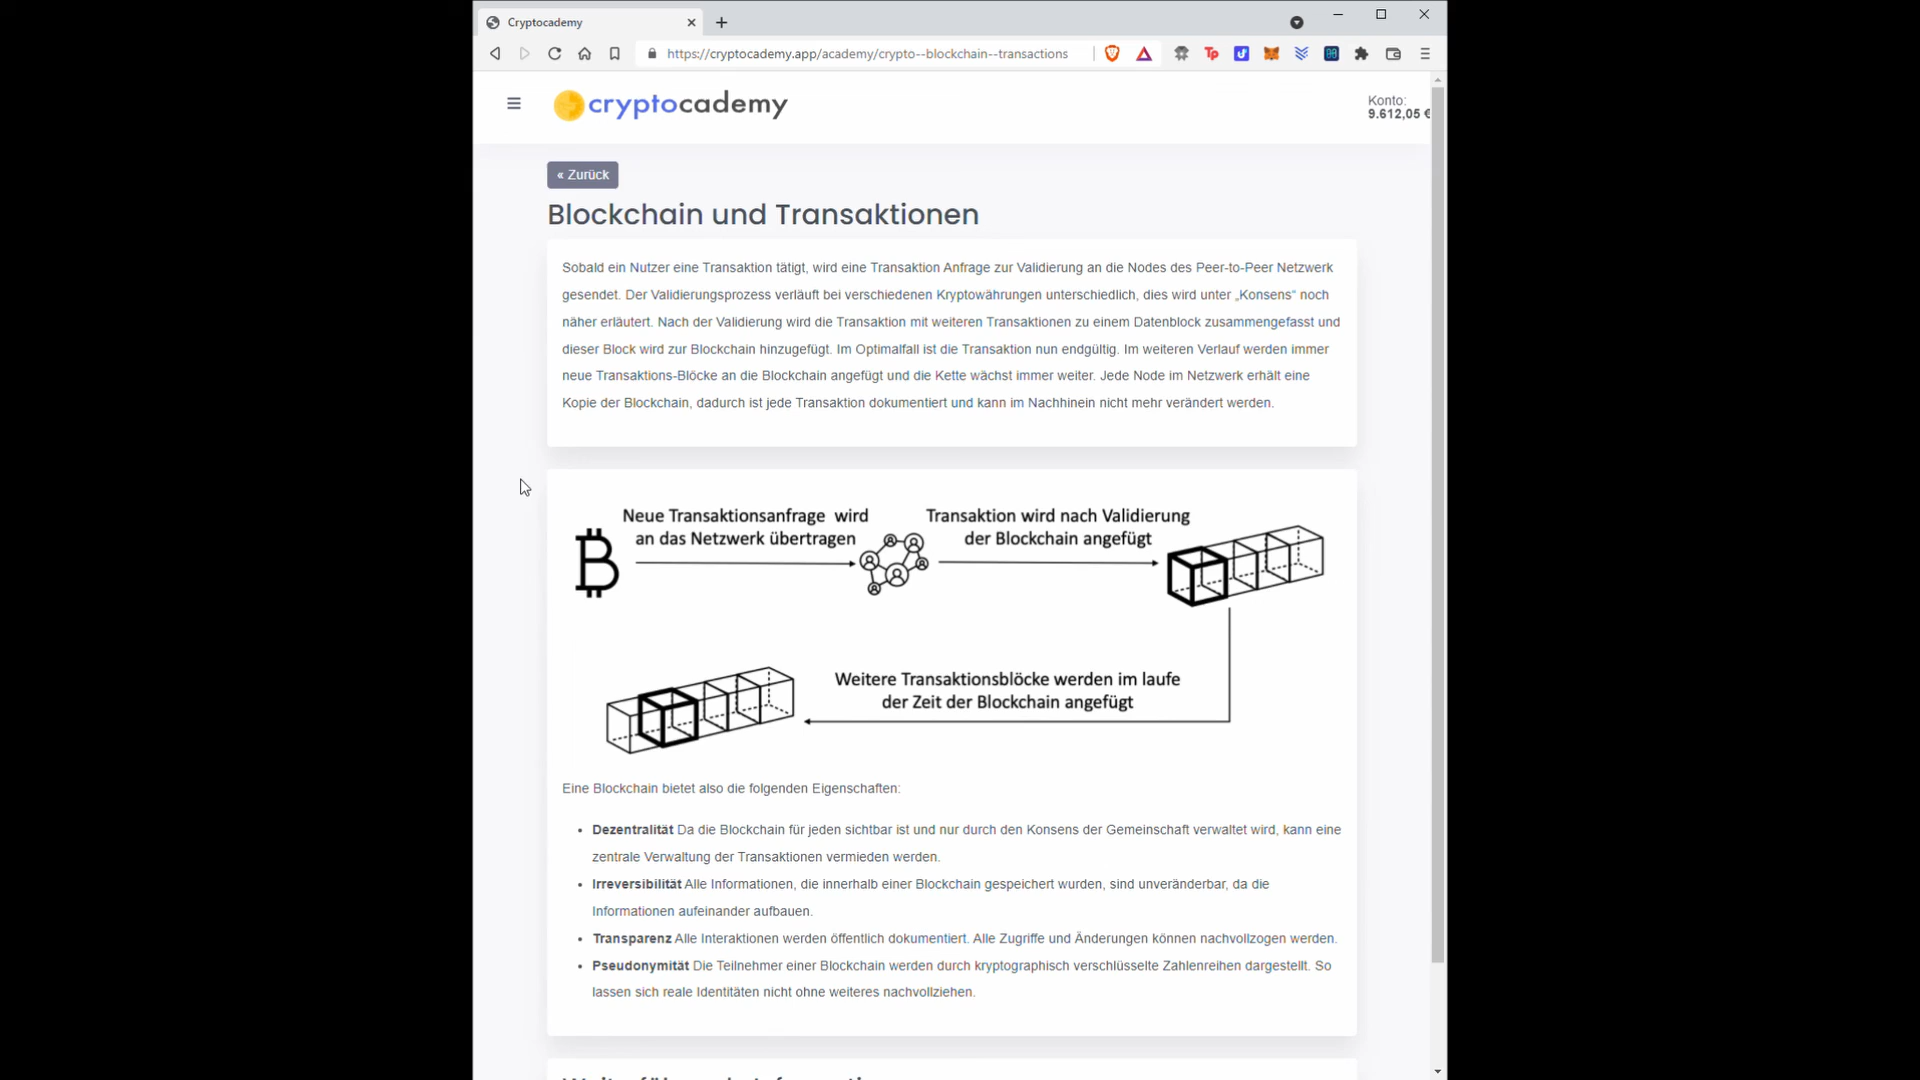 Cryptocademy
https://cryptocademy.app/academy/crypto--blockchain--transactions
cryptocademy
Konto:
9.612,05 €
« Zurück
Blockchain und Transaktionen
Sobald ein Nutzer eine Transaktion tätigt, wird eine Transaktion Anfrage zur Validierung an die Nodes des Peer-to-Peer Netzwerk
gesendet. Der Validierungsprozess verläuft bei verschiedenen Kryptowährungen unterschiedlich, dies wird unter „Konsens“ noch
näher erläutert. Nach der Validierung wird die Transaktion mit weiteren Transaktionen zu einem Datenblock zusammengefasst und
dieser Block wird zur Blockchain hinzugefügt. Im Optimalfall ist die Transaktion nun endgültig. Im weiteren Verlauf werden immer
neue Transaktions-Blöcke an die Blockchain angefügt und die Kette wächst immer weiter. Jede Node im Netzwerk erhält eine
Kopie der Blockchain, dadurch ist jede Transaktion dokumentiert und kann im Nachhinein nicht mehr verändert werden.
Neue Transaktionsanfrage wird
an das Netzwerk übertragen
Transaktion wird nach Validierung
der Blockchain angefügt
Weitere Transaktionsblöcke werden im laufe
der Zeit der Blockchain angefügt
Eine Blockchain bietet also die folgenden Eigenschaften:
• Dezentralität Da die Blockchain für jeden sichtbar ist und nur durch den Konsens der Gemeinschaft verwaltet wird, kann eine
zentrale Verwaltung der Transaktionen vermieden werden.
• Irreversibilität Alle Informationen, die innerhalb einer Blockchain gespeichert wurden, sind unveränderbar, da die
Informationen aufeinander aufbauen.
• Transparenz Alle Interaktionen werden öffentlich dokumentiert. Alle Zugriffe und Änderungen können nachvollzogen werden.
• Pseudonymität Die Teilnehmer einer Blockchain werden durch kryptographisch verschlüsselte Zahlenreihen dargestellt. So
lassen sich reale Identitäten nicht ohne weiteres nachvollziehen.